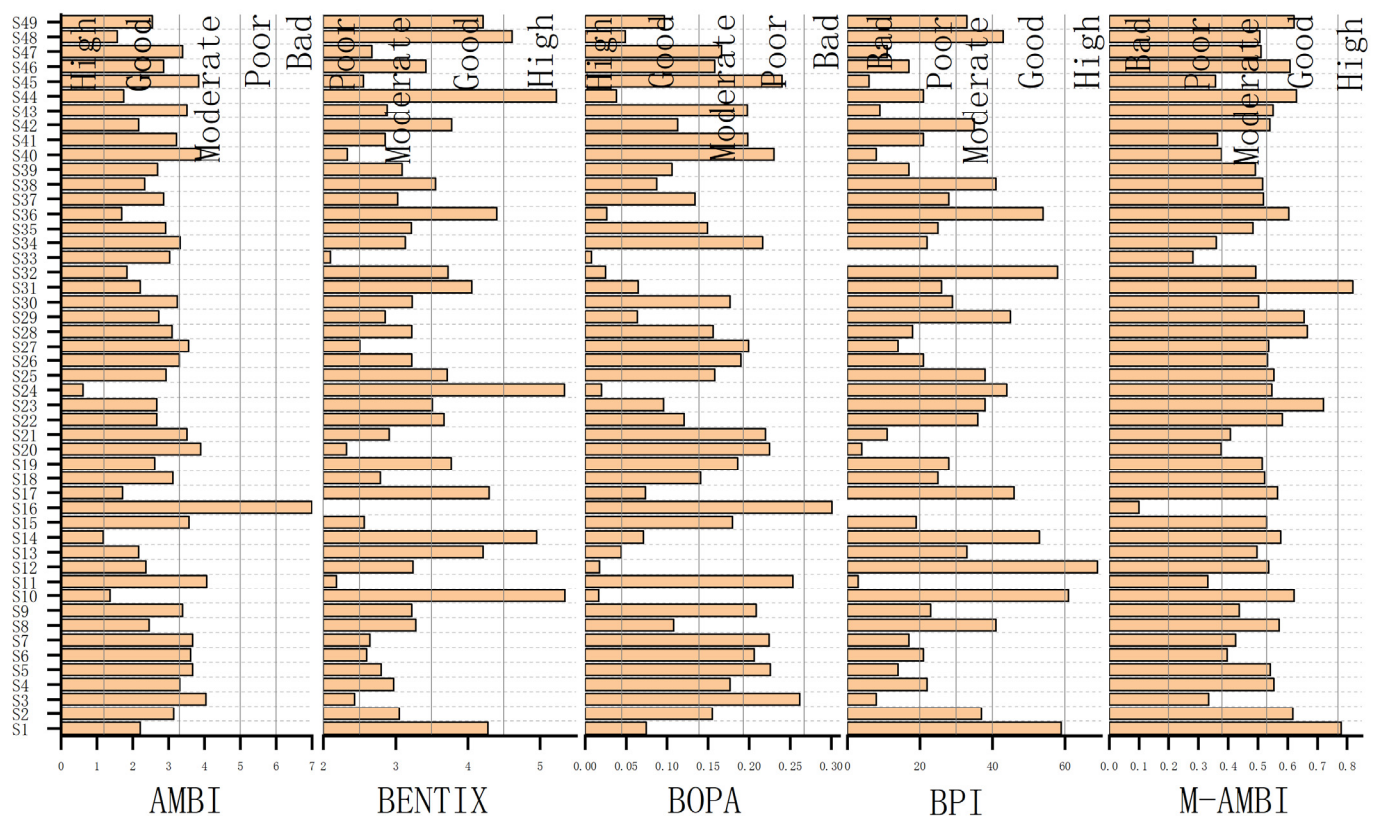 High Good Moderate Poor Bad
Poor Moderate Good High
High Good Moderate Poor Bad
Bad Poor Moderate Good High
Bad Poor Moderate Good High
S49
S48
S47
S46
S45
S44
S43
S42
S41
S40
S39
S38
S37
S36
S35
S34
S33
S32
S31
S30
S29
S28
S27
S26
S25
S24
S23
S22
S21
S20
S19
S18
S17
S16
S15
S14
S13
S12
S11
S10
S9
S8
S7
S6
S5
S4
S3
S2
S1
0 1 2 3 4 5 6 7
2 3 4 5
0.00 0.05 0.10 0.15 0.20 0.25 0.30
0 20 40 60
0.0 0.1 0.2 0.3 0.4 0.5 0.6 0.7 0.8
AMBI BENTIX BOPA BPI M-AMBI